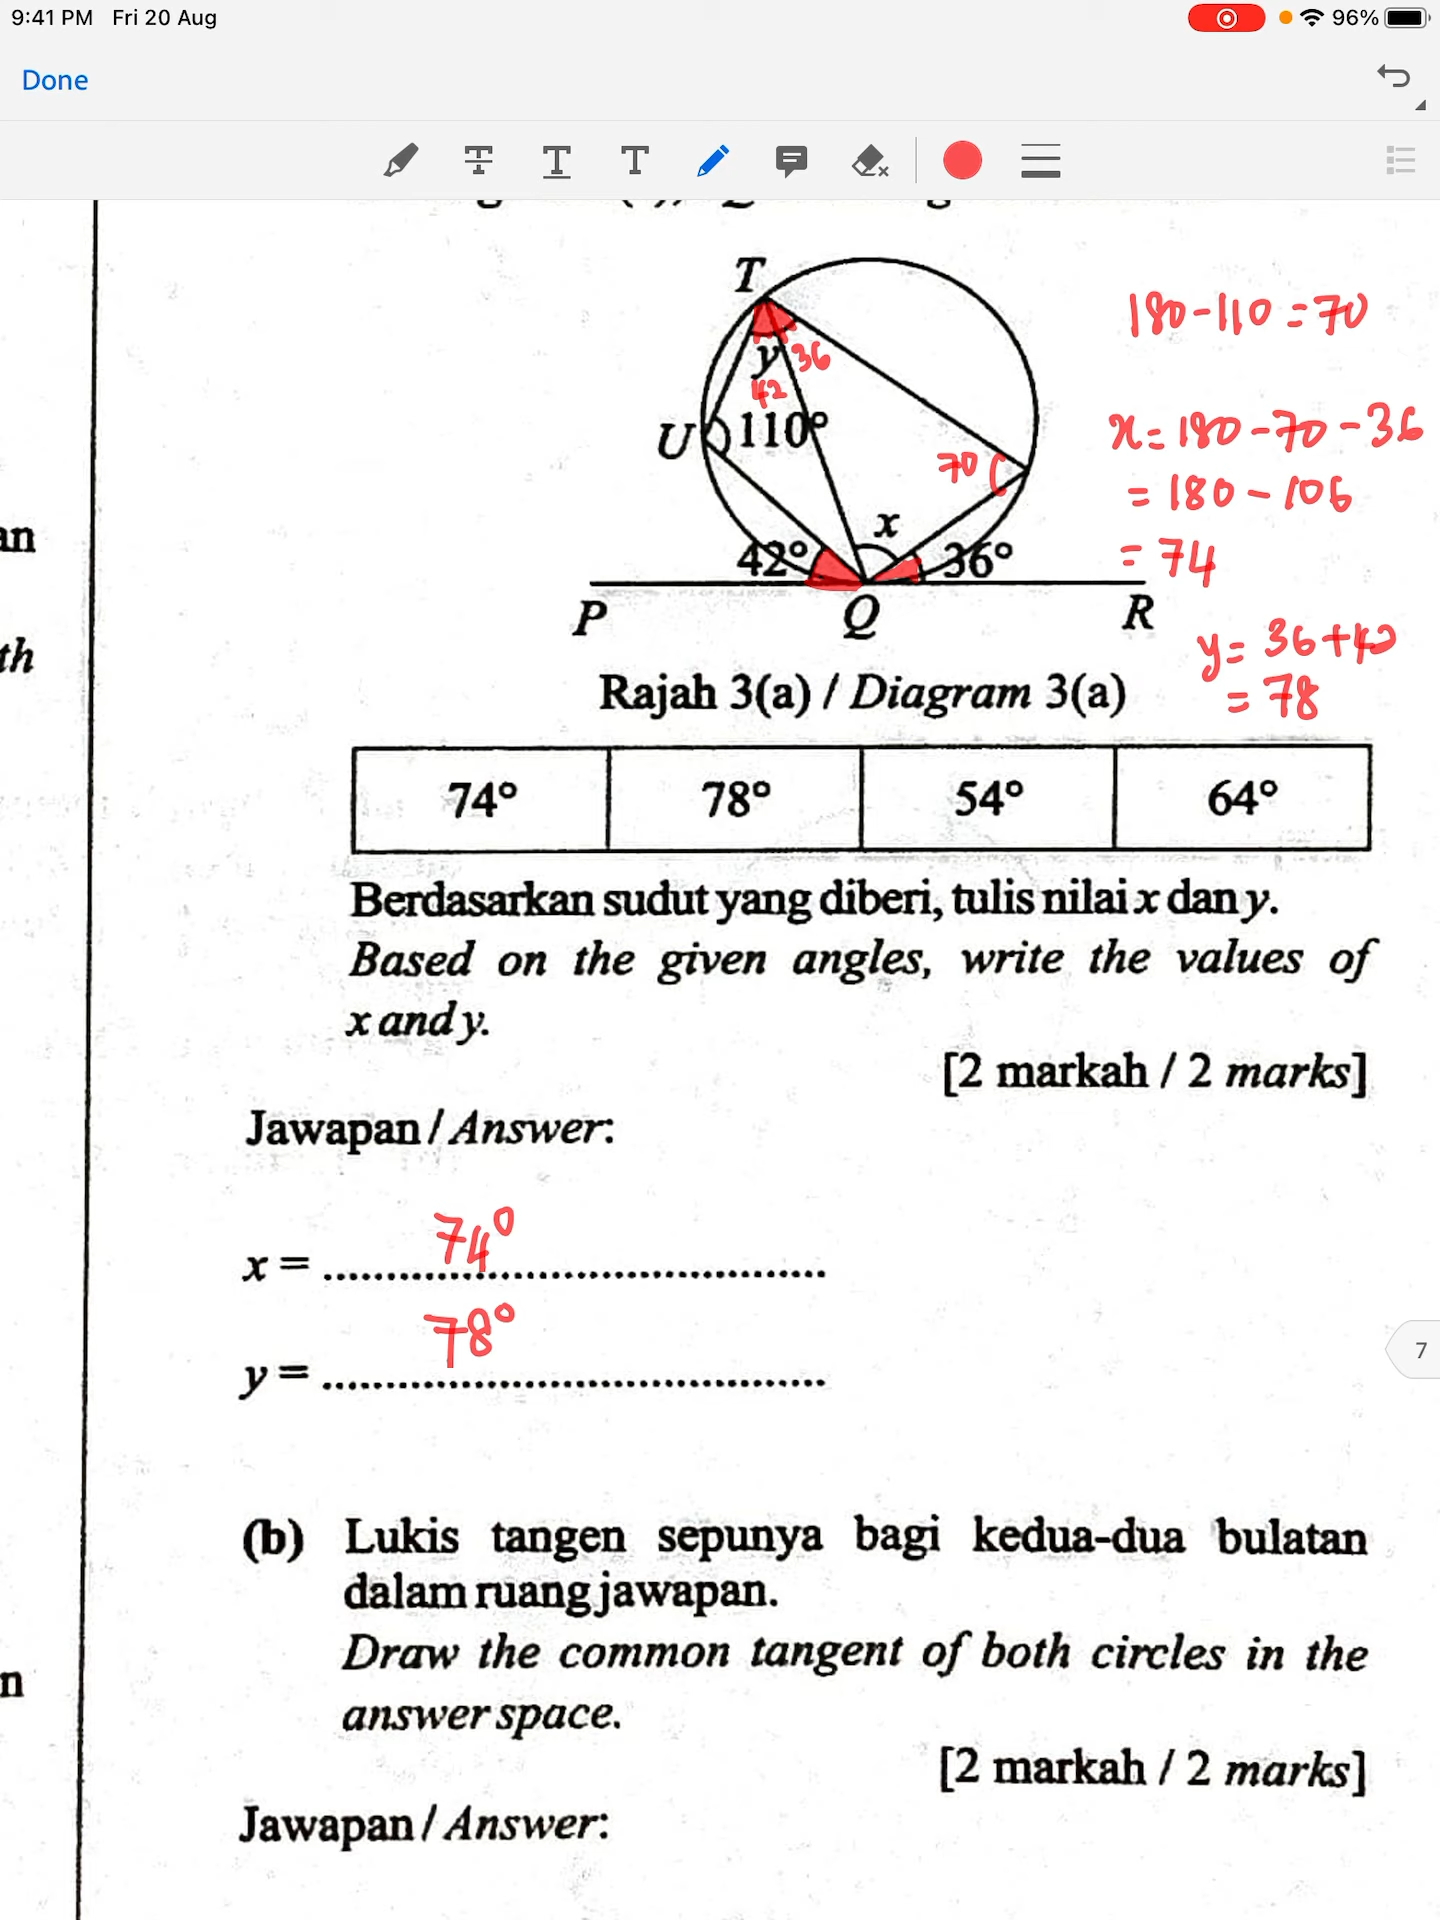 9:41 PM Fri 20 Aug
96%
Done
T
180-110=70
y 36
42
U 110°
x=180-70-36
70
=180-106
x
42° 36°
=74
P Q R
y=36+42
=78
Rajah 3(a) / Diagram 3(a)
74° 78° 54° 64°
an
th
Berdasarkan sudut yang diberi, tulis nilai x dan y.
Based on the given angles, write the values of
x and y.
[2 markah / 2 marks]
Jawapan / Answer:
x = 74°
y = 78°
7
(b) Lukis tangen sepunya bagi kedua-dua bulatan
dalam ruang jawapan.
Draw the common tangent of both circles in the
answer space.
n
[2 markah / 2 marks]
Jawapan / Answer: